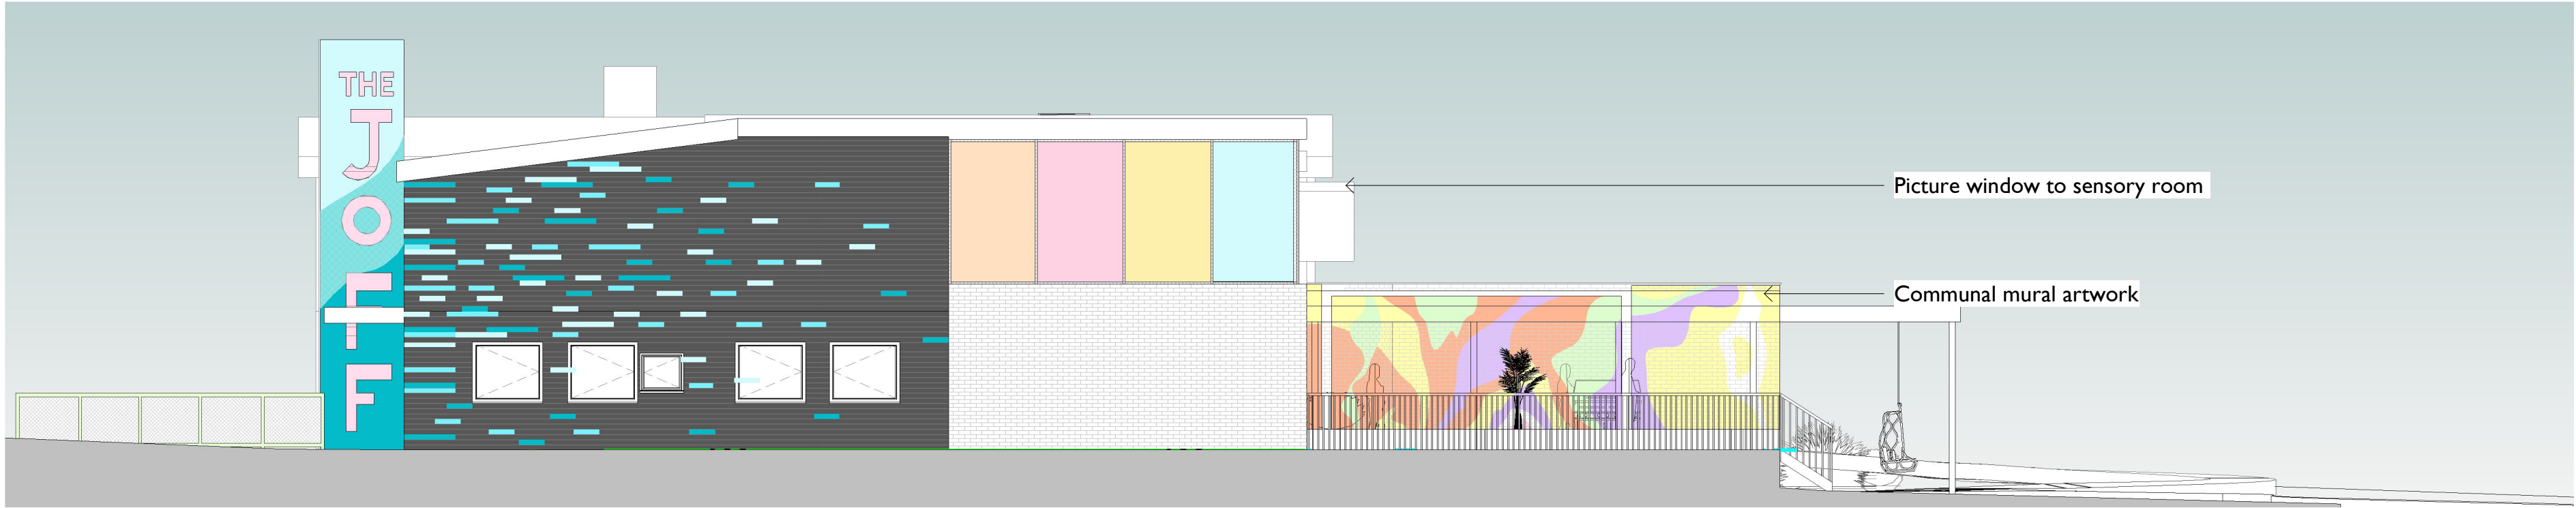 THE
J
O
F
F
Picture window to sensory room
Communal mural artwork